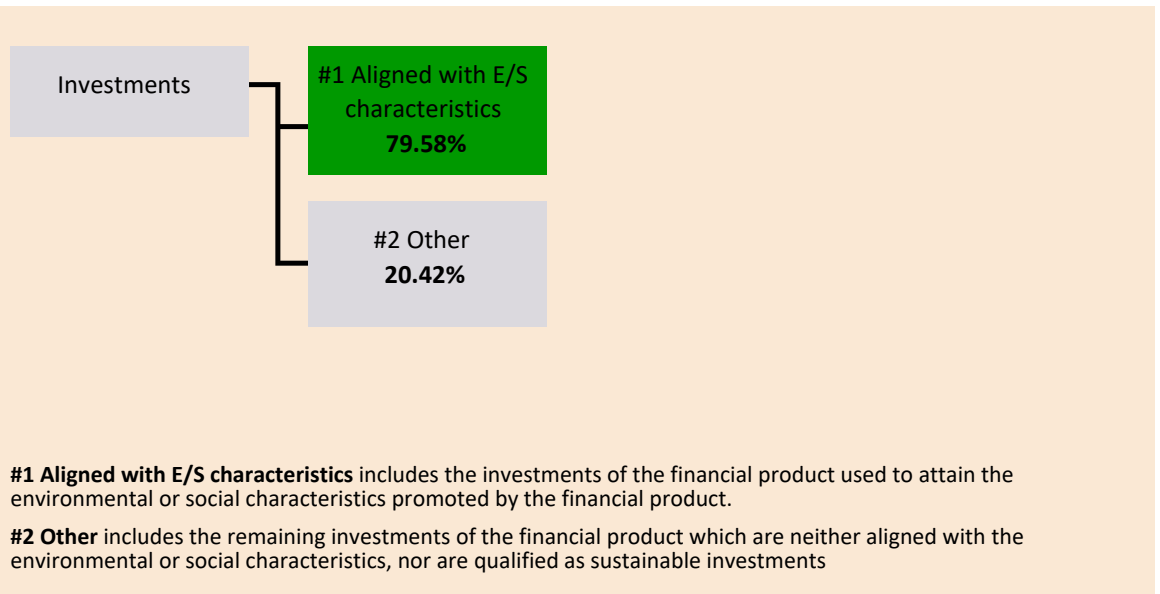 Investments
#1 Aligned with E/S
characteristics
79.58%
#2 Other
20.42%
#1 Aligned with E/S characteristics includes the investments of the financial product used to attain the
environmental or social characteristics promoted by the financial product.
#2 Other includes the remaining investments of the financial product which are neither aligned with the
environmental or social characteristics, nor are qualified as sustainable investments